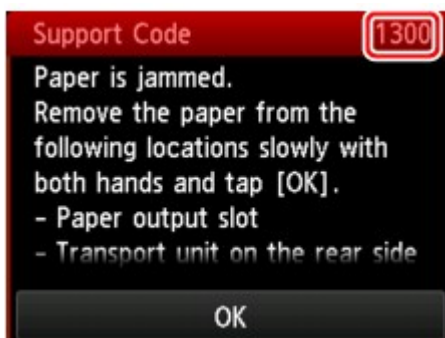 Support Code 1300
Paper is jammed.
Remove the paper from the
following locations slowly with
both hands and tap [OK].
- Paper output slot
- Transport unit on the rear side
OK